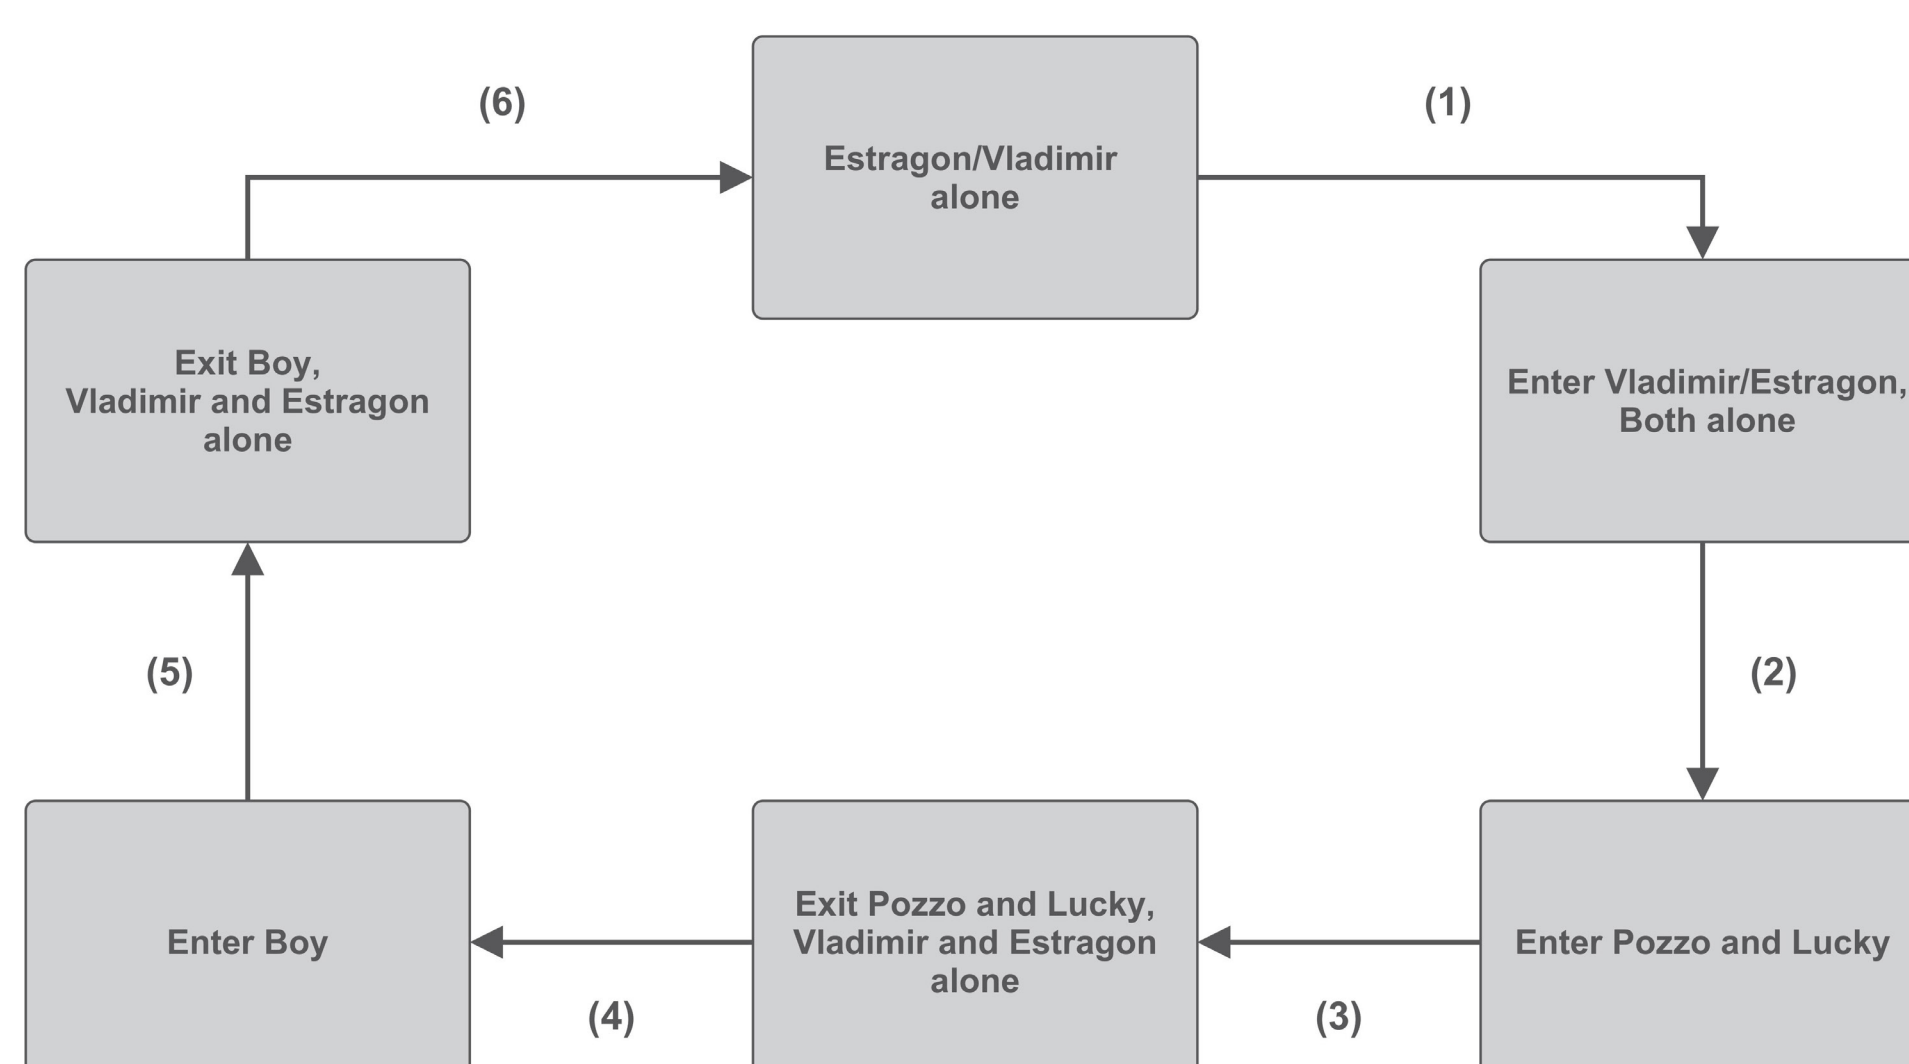 (6)
Estragon/Vladimir
alone
(1)
Exit Boy,
Vladimir and Estragon
alone
Enter Vladimir/Estragon,
Both alone
(5)
(2)
Enter Boy
Exit Pozzo and Lucky,
Vladimir and Estragon
alone
Enter Pozzo and Lucky
(4)
(3)